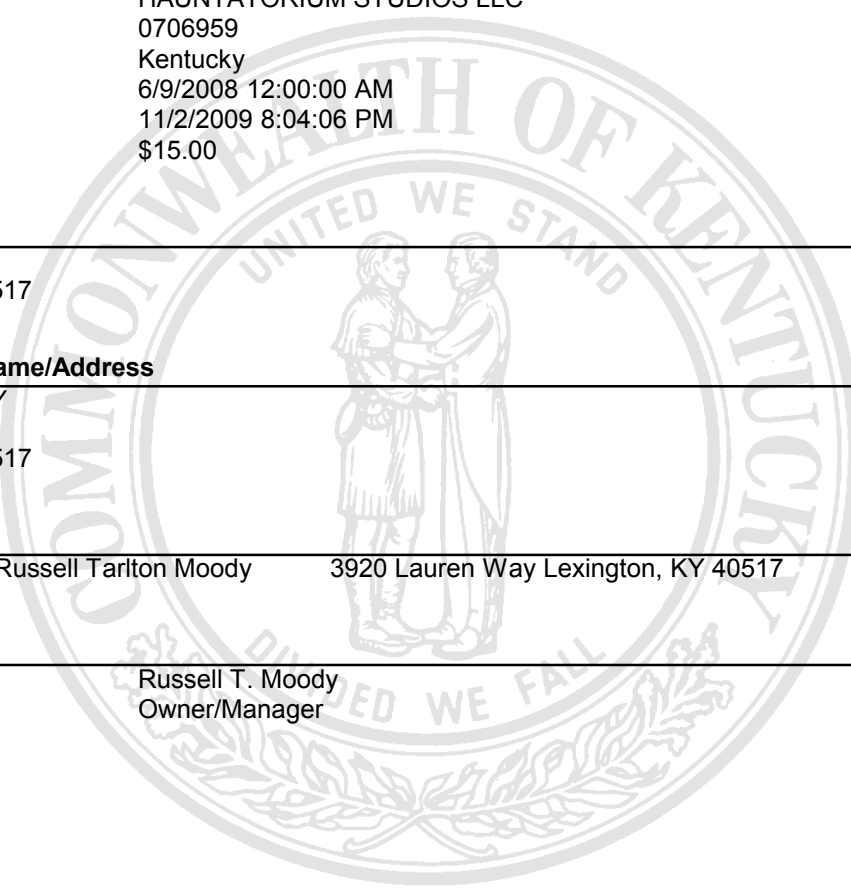 HAUNTATORIUM STUDIOS LLC
0706959
Kentucky
6/9/2008 12:00:00 AM
11/2/2009 8:04:06 PM
$15.00
517
ame/Address
517
Russell Tarlton Moody 3920 Lauren Way Lexington, KY 40517
Russell T. Moody
Owner/Manager
COMMONWEALTH OF KENTUCKY
UNITED WE STAND
DIVIDED WE FALL